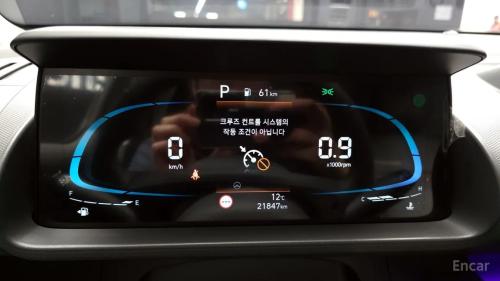 P 61km
크루즈 컨트롤 시스템의
작동 조건이 아닙니다
0
km/h
0.9
x1000rpm
F E
C H
12℃
21847km
Encar